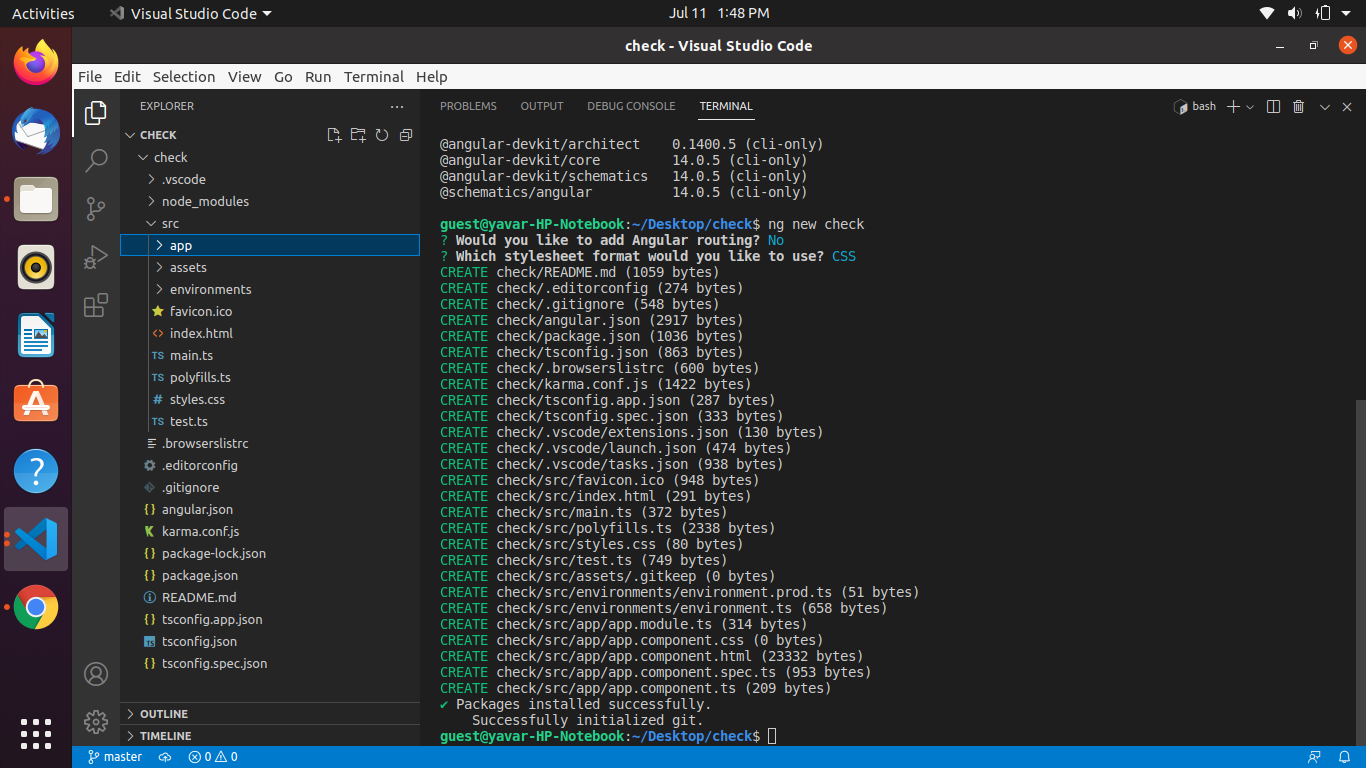 Activities Visual Studio Code Jul 11 1:48 PM
check - Visual Studio Code
File Edit Selection View Go Run Terminal Help
EXPLORER
CHECK
check
.vscode
node_modules
src
app
assets
environments
favicon.ico
index.html
main.ts
polyfills.ts
styles.css
test.ts
.browserslistrc
.editorconfig
.gitignore
angular.json
karma.conf.js
package-lock.json
package.json
README.md
tsconfig.app.json
tsconfig.json
tsconfig.spec.json
OUTLINE
TIMELINE
PROBLEMS OUTPUT DEBUG CONSOLE TERMINAL bash
@angular-devkit/architect 0.1400.5 (cli-only)
@angular-devkit/core 14.0.5 (cli-only)
@angular-devkit/schematics 14.0.5 (cli-only)
@schematics/angular 14.0.5 (cli-only)
guest@yavar-HP-Notebook:~/Desktop/check$ ng new check
? Would you like to add Angular routing? No
? Which stylesheet format would you like to use? CSS
CREATE check/README.md (1059 bytes)
CREATE check/.editorconfig (274 bytes)
CREATE check/.gitignore (548 bytes)
CREATE check/angular.json (2917 bytes)
CREATE check/package.json (1036 bytes)
CREATE check/tsconfig.json (863 bytes)
CREATE check/.browserslistrc (600 bytes)
CREATE check/karma.conf.js (1422 bytes)
CREATE check/tsconfig.app.json (287 bytes)
CREATE check/tsconfig.spec.json (333 bytes)
CREATE check/.vscode/extensions.json (130 bytes)
CREATE check/.vscode/launch.json (474 bytes)
CREATE check/.vscode/tasks.json (938 bytes)
CREATE check/src/favicon.ico (948 bytes)
CREATE check/src/index.html (291 bytes)
CREATE check/src/main.ts (372 bytes)
CREATE check/src/polyfills.ts (2338 bytes)
CREATE check/src/styles.css (80 bytes)
CREATE check/src/test.ts (749 bytes)
CREATE check/src/assets/.gitkeep (0 bytes)
CREATE check/src/environments/environment.prod.ts (51 bytes)
CREATE check/src/environments/environment.ts (658 bytes)
CREATE check/src/app/app.module.ts (314 bytes)
CREATE check/src/app/app.component.css (0 bytes)
CREATE check/src/app/app.component.html (23332 bytes)
CREATE check/src/app/app.component.spec.ts (953 bytes)
CREATE check/src/app/app.component.ts (209 bytes)
✔ Packages installed successfully.
Successfully initialized git.
guest@yavar-HP-Notebook:~/Desktop/check$
master 0 0